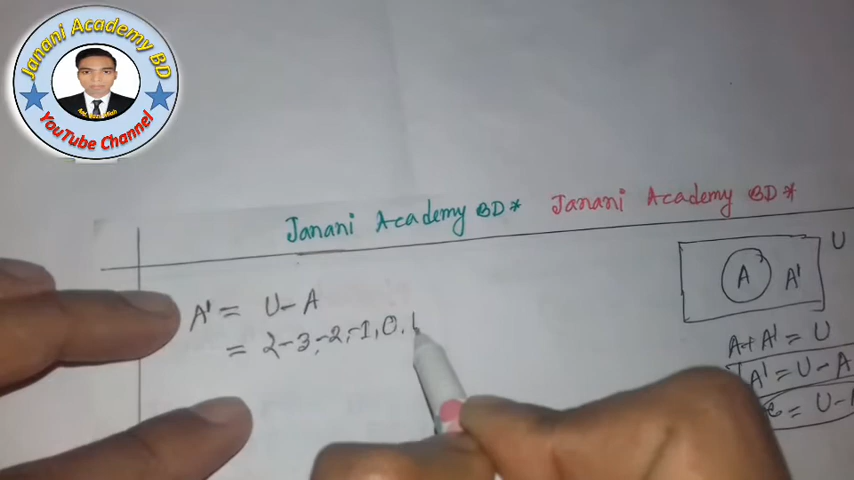 Janani Academy BD
YouTube Channel
Janani Academy BD* Janani Academy BD*
A' = U - A
= {-3, -2, -1, 0, 1
U
A
A'
A + A' = U
A' = U - A
= U -